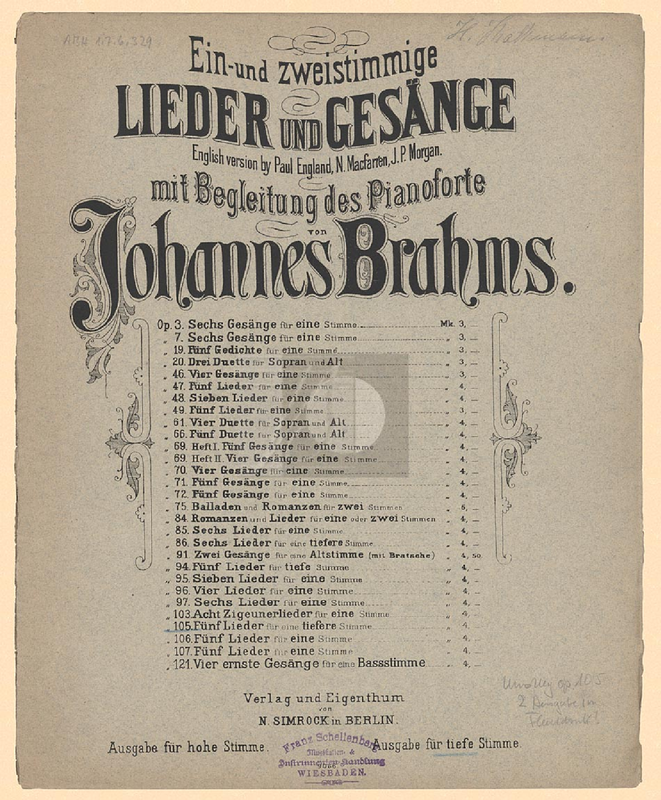 Ein- und zweistimmige
LIEDER UND GESÄNGE
English version by Paul England, N. Macfarren, J. P. Morgan.
mit Begleitung des Pianoforte
von
Johannes Brahms.
Op. 3. Sechs Gesänge für eine Stimme Mk. 3, —
„ 7. Sechs Gesänge für eine Stimme „ 3, —
„ 19. Fünf Gedichte für eine Stimme „ 3, —
„ 20. Drei Duette für Sopran und Alt „ 3, —
„ 46. Vier Gesänge für eine Stimme „ 3, —
„ 47. Fünf Lieder für eine Stimme „ 4, —
„ 48. Sieben Lieder für eine Stimme „ 4, —
„ 49. Fünf Lieder für eine Stimme „ 3, —
„ 61. Vier Duette für Sopran und Alt „ 4, —
„ 66. Fünf Duette für Sopran und Alt „ 4, —
„ 69. Heft I. Fünf Gesänge für eine Stimme „ 4, —
„ 69. Heft II. Vier Gesänge für eine Stimme „ 4, —
„ 70. Vier Gesänge für eine Stimme „ 4, —
„ 71. Fünf Gesänge für eine Stimme „ 4, —
„ 72. Fünf Gesänge für eine Stimme „ 4, —
„ 75. Balladen und Romanzen für zwei Stimmen „ 6, —
„ 84. Romanzen und Lieder für eine oder zwei Stimmen „ 4, —
„ 85. Sechs Lieder für eine Stimme „ 4, —
„ 86. Sechs Lieder für eine tiefere Stimme „ 4, —
„ 91. Zwei Gesänge für eine Altstimme (mit Bratsche) „ 4, 50
„ 94. Fünf Lieder für tiefe Stimme „ 4, —
„ 95. Sieben Lieder für eine Stimme „ 4, —
„ 96. Vier Lieder für eine Stimme „ 4, —
„ 97. Sechs Lieder für eine Stimme „ 4, —
„ 103. Acht Zigeunerlieder für eine Stimme „ 4, —
„ 105. Fünf Lieder für eine tiefere Stimme „ 4, —
„ 106. Fünf Lieder für eine Stimme „ 4, —
„ 107. Fünf Lieder für eine Stimme „ 4, —
„ 121. Vier ernste Gesänge für eine Bassstimme „ 4, —
op 105
2
Verlag und Eigenthum
von
N. SIMROCK in BERLIN.
Ausgabe für hohe Stimme. Ausgabe für tiefe Stimme.
Franz Schellenberg
Musikalien- &
Instrumenten-Handlung
WIESBADEN.